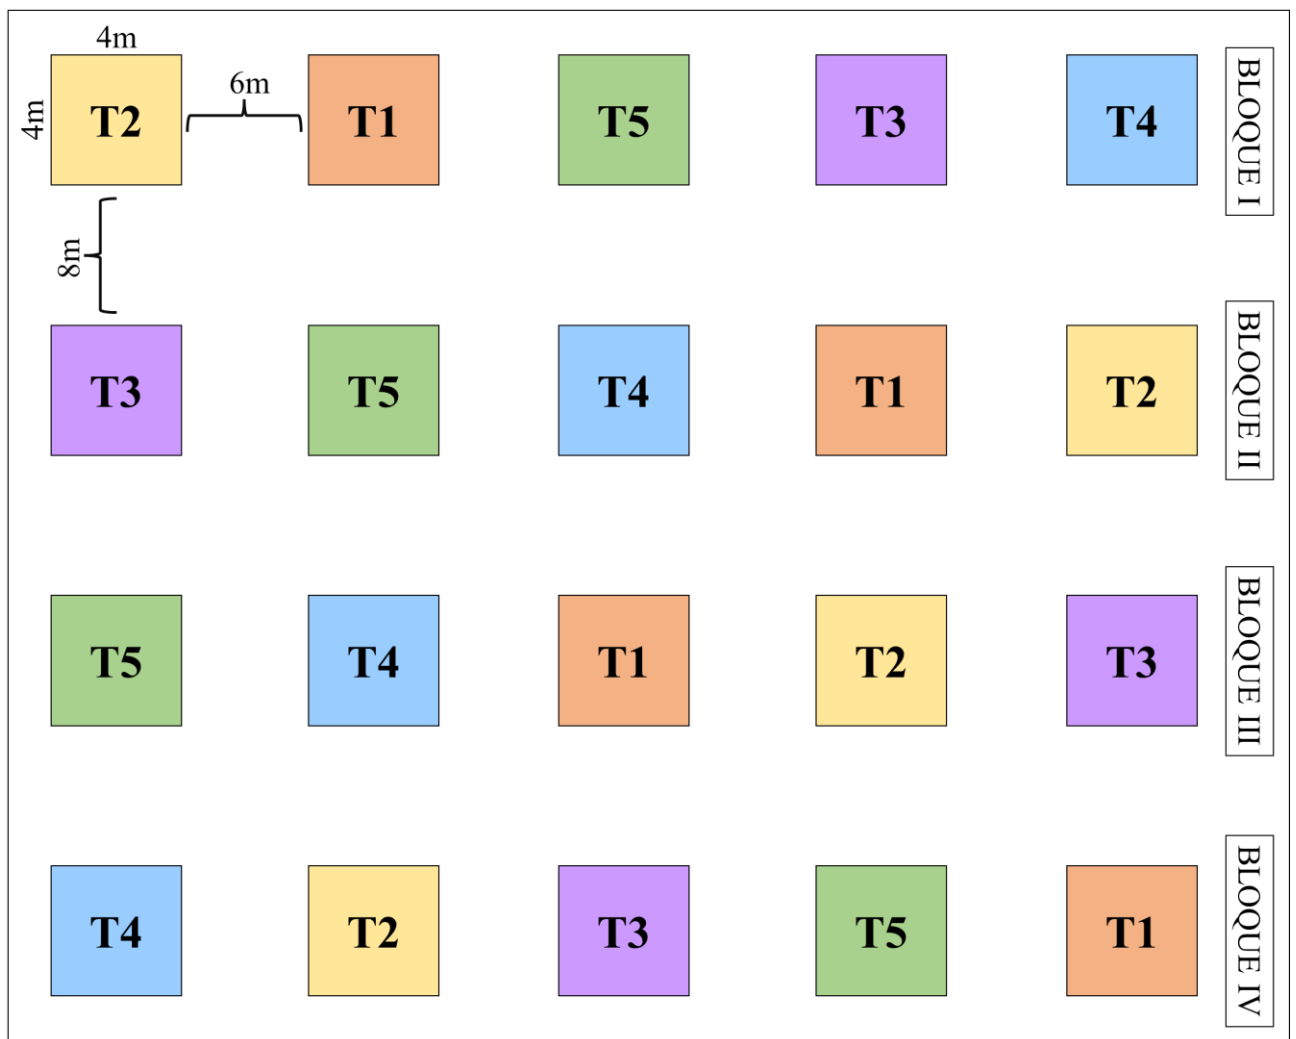 4m
4m
6m
T2
T1
T5
T3
T4
BLOQUE I
8m
T3
T5
T4
T1
T2
BLOQUE II
T5
T4
T1
T2
T3
BLOQUE III
T4
T2
T3
T5
T1
BLOQUE IV